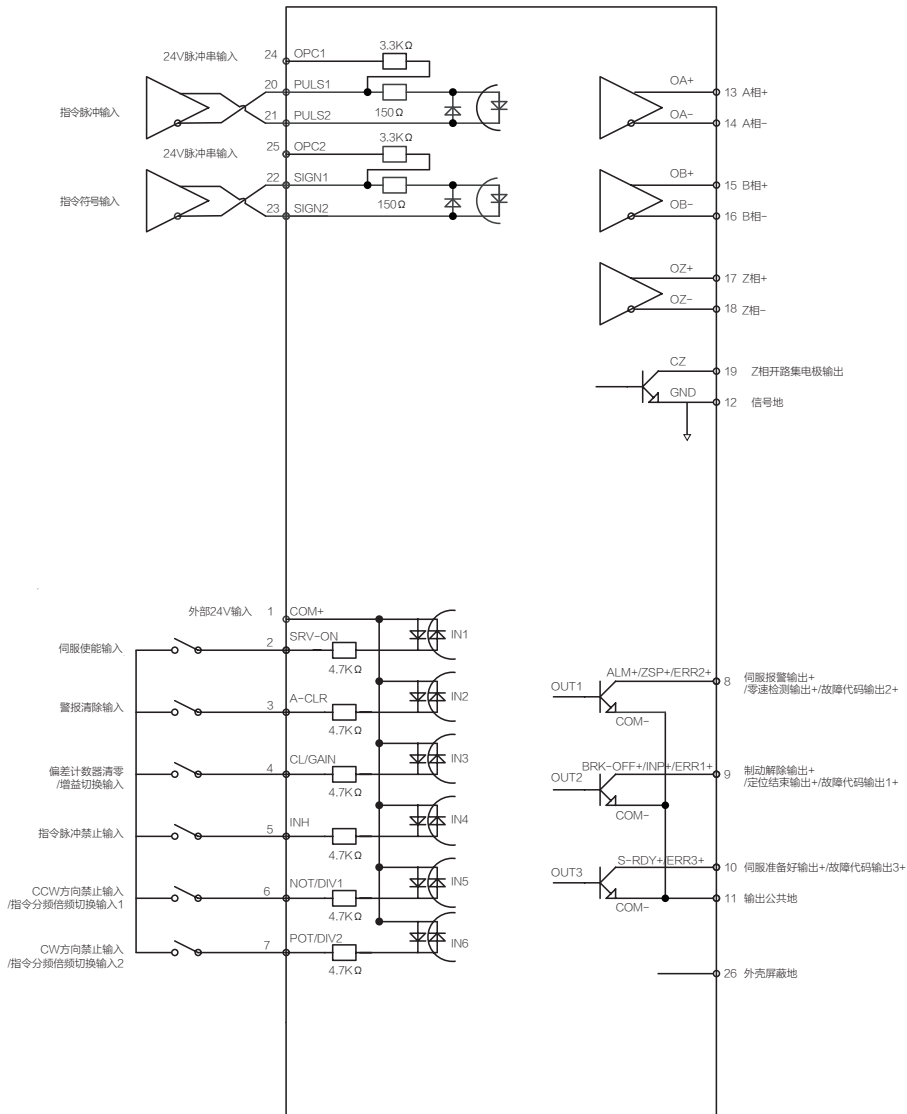 24V脉冲串输入
24
OPC1
3.3KΩ
指令脉冲输入
20
PULS1
150Ω
21
PULS2
24V脉冲串输入
25
OPC2
3.3KΩ
指令符号输入
22
SIGN1
150Ω
23
SIGN2
OA+
13 A相+
OA-
14 A相-
OB+
15 B相+
OB-
16 B相-
OZ+
17 Z相+
OZ-
18 Z相-
CZ
19 Z相开路集电极输出
GND
12 信号地
外部24V输入
1
COM+
IN1
伺服使能输入
2
SRV-ON
4.7KΩ
IN2
警报清除输入
3
A-CLR
4.7KΩ
IN3
偏差计数器清零
/增益切换输入
4
CL/GAIN
4.7KΩ
IN4
指令脉冲禁止输入
5
INH
4.7KΩ
IN5
CCW方向禁止输入
/指令分频倍频切换输入1
6
NOT/DIV1
4.7KΩ
IN6
CW方向禁止输入
/指令分频倍频切换输入2
7
POT/DIV2
4.7KΩ
OUT1
ALM+/ZSP+/ERR2+
COM-
8
伺服报警输出+
/零速检测输出+/故障代码输出2+
OUT2
BRK-OFF+/INP+/ERR1+
COM-
9
制动解除输出+
/定位结束输出+/故障代码输出1+
OUT3
S-RDY+/ERR3+
COM-
10 伺服准备好输出+/故障代码输出3+
11 输出公共地
26 外壳屏蔽地